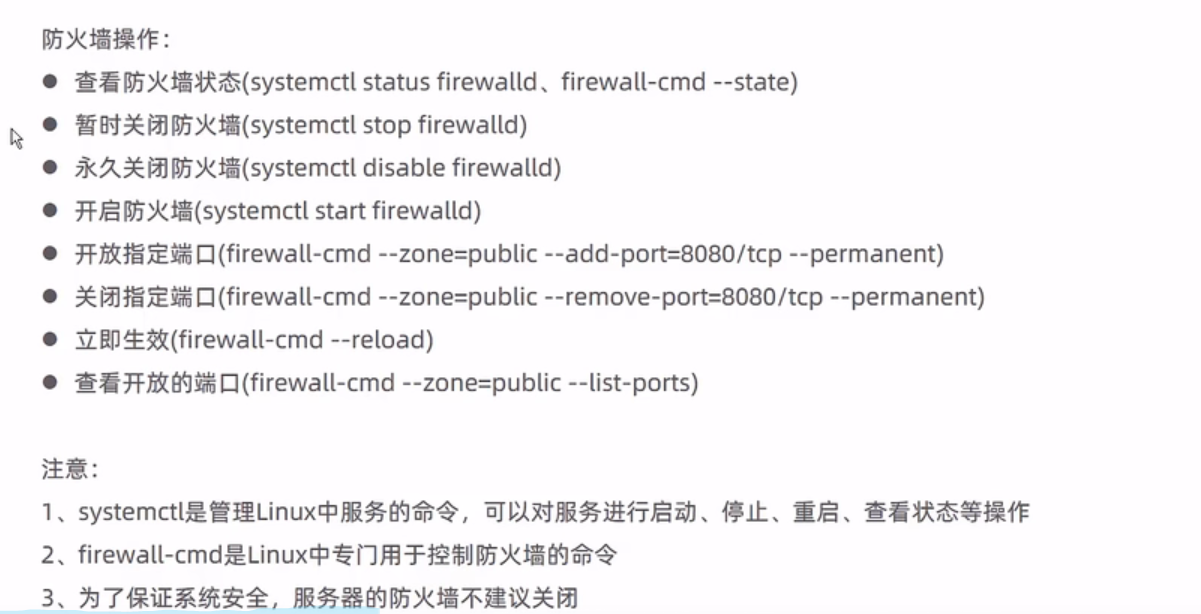 防火墙操作：
● 查看防火墙状态(systemctl status firewalld、firewall-cmd --state)
● 暂时关闭防火墙(systemctl stop firewalld)
● 永久关闭防火墙(systemctl disable firewalld)
● 开启防火墙(systemctl start firewalld)
● 开放指定端口(firewall-cmd --zone=public --add-port=8080/tcp --permanent)
● 关闭指定端口(firewall-cmd --zone=public --remove-port=8080/tcp --permanent)
● 立即生效(firewall-cmd --reload)
● 查看开放的端口(firewall-cmd --zone=public --list-ports)
注意：
1、systemctl是管理Linux中服务的命令，可以对服务进行启动、停止、重启、查看状态等操作
2、firewall-cmd是Linux中专门用于控制防火墙的命令
3、为了保证系统安全，服务器的防火墙不建议关闭